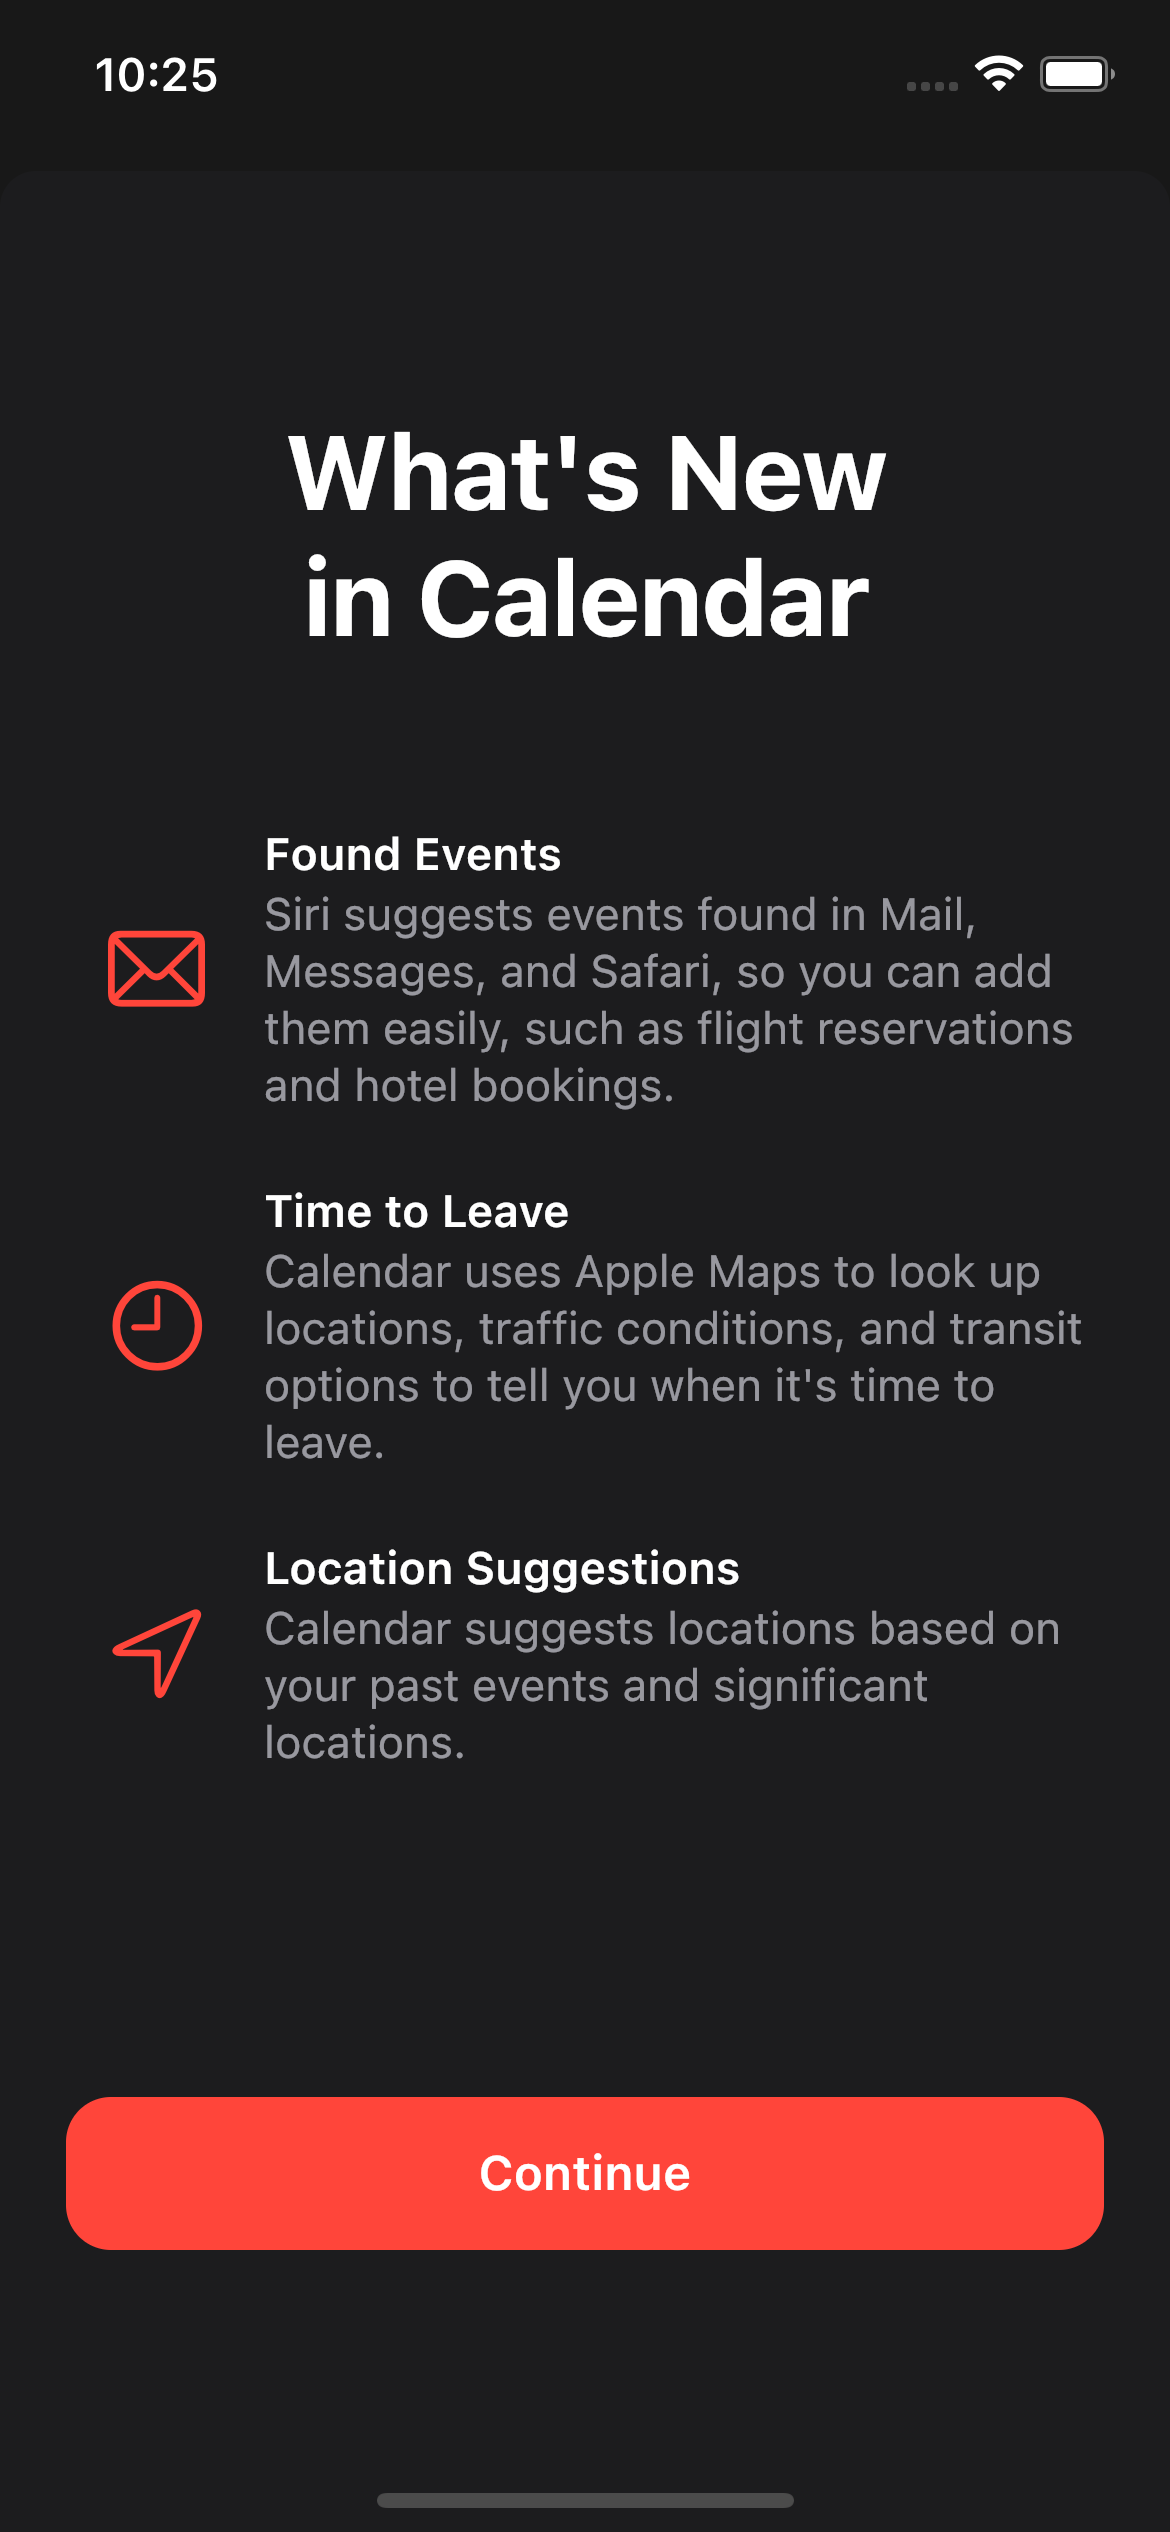 10:25
What's New
in Calendar
Found Events
Siri suggests events found in Mail,
Messages, and Safari, so you can add
them easily, such as flight reservations
and hotel bookings.
Time to Leave
Calendar uses Apple Maps to look up
locations, traffic conditions, and transit
options to tell you when it's time to
leave.
Location Suggestions
Calendar suggests locations based on
your past events and significant
locations.
Continue